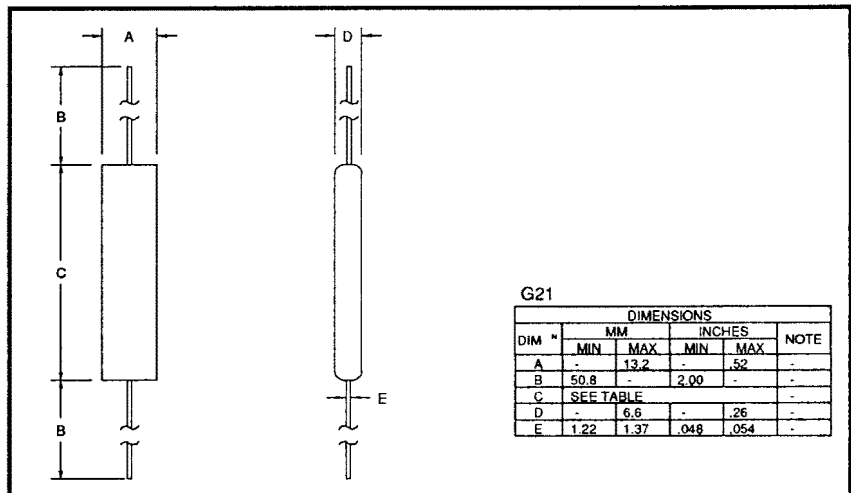 A
D
B
C
B
E
G21
DIMENSIONS
DIM " MM INCHES NOTE
MIN MAX MIN MAX
A - 13.2 - .52 -
B 50.8 - 2.00 - -
C SEE TABLE -
D - 6.6 - .26 -
E 1.22 1.37 .048 .054 -